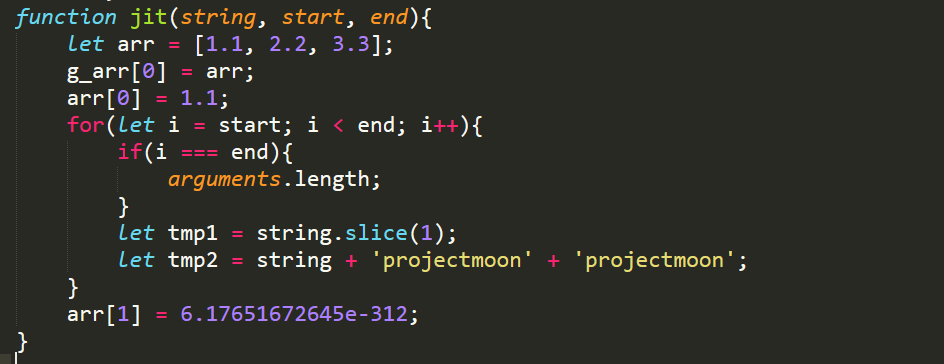 function jit(string, start, end){
let arr = [1.1, 2.2, 3.3];
g_arr[0] = arr;
arr[0] = 1.1;
for(let i = start; i < end; i++){
if(i === end){
arguments.length;
}
let tmp1 = string.slice(1);
let tmp2 = string + 'projectmoon' + 'projectmoon';
}
arr[1] = 6.17651672645e-312;
}